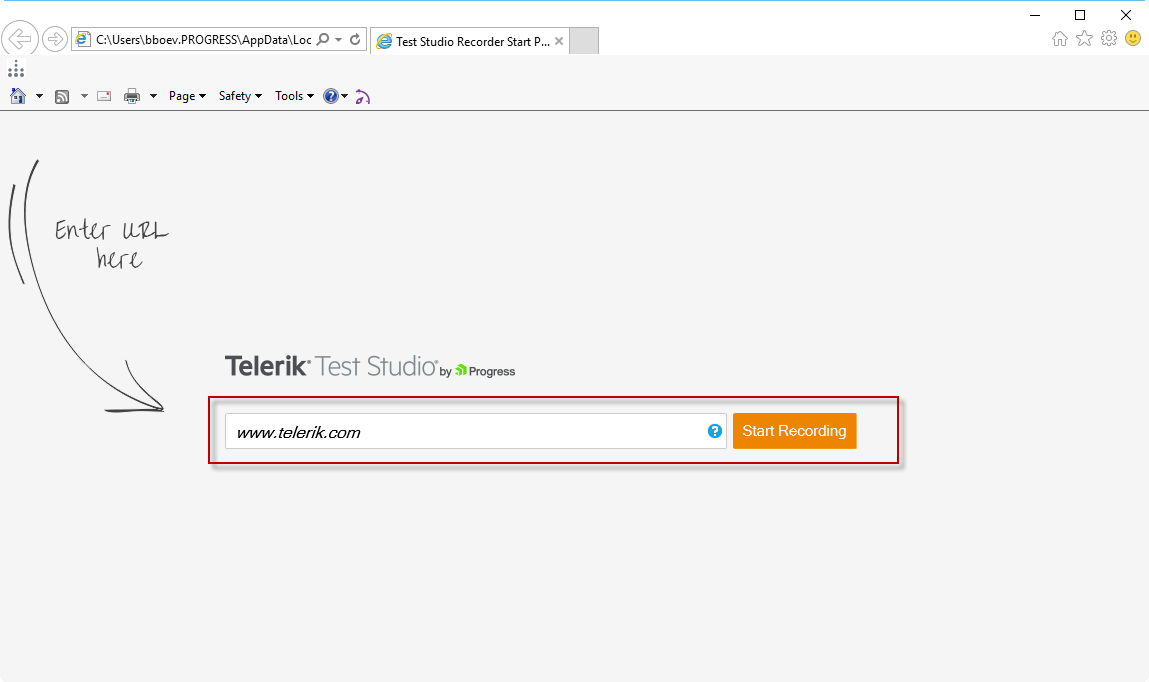 C:\Users\bboev.PROGRESS\AppData\Loc
Test Studio Recorder Start P...
Page Safety Tools
Enter URL
here
Telerik® Test Studio® by Progress
www.telerik.com
Start Recording